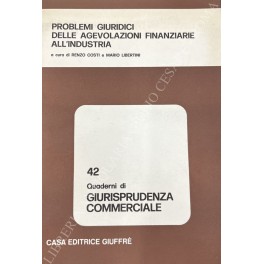 PROBLEMI GIURIDICI
DELLE AGEVOLAZIONI FINANZIARIE
ALL'INDUSTRIA
a cura di RENZO COSTI e MARIO LIBERTINI
42
Quaderni di
GIURISPRUDENZA
COMMERCIALE
CASA EDITRICE GIUFFRÈ